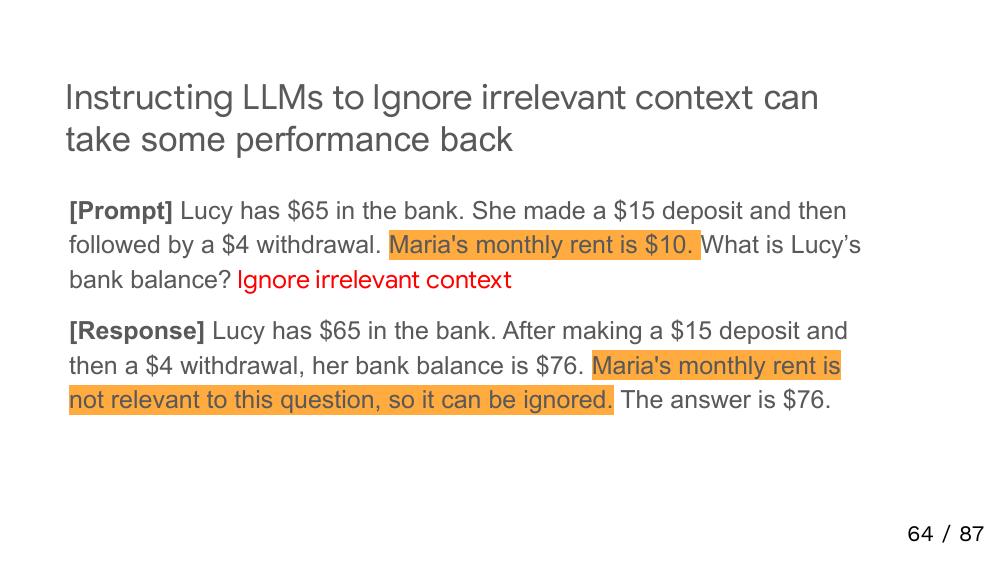 Instructing LLMs to Ignore irrelevant context can
take some performance back
[Prompt] Lucy has $65 in the bank. She made a $15 deposit and then
followed by a $4 withdrawal. Maria's monthly rent is $10. What is Lucy’s
bank balance? Ignore irrelevant context
[Response] Lucy has $65 in the bank. After making a $15 deposit and
then a $4 withdrawal, her bank balance is $76. Maria's monthly rent is
not relevant to this question, so it can be ignored. The answer is $76.
64 / 87